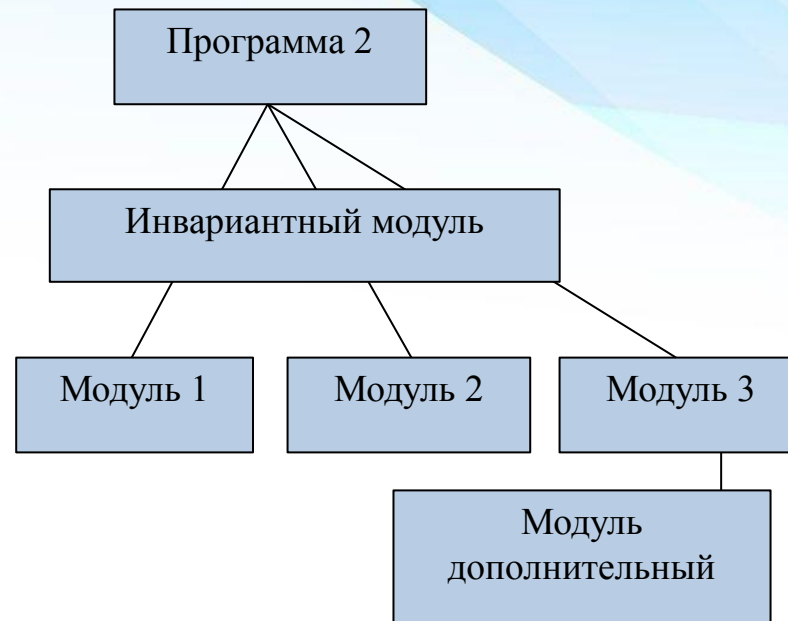 Программа 2
Инвариантный модуль
Модуль 1
Модуль 2
Модуль 3
Модуль
дополнительный